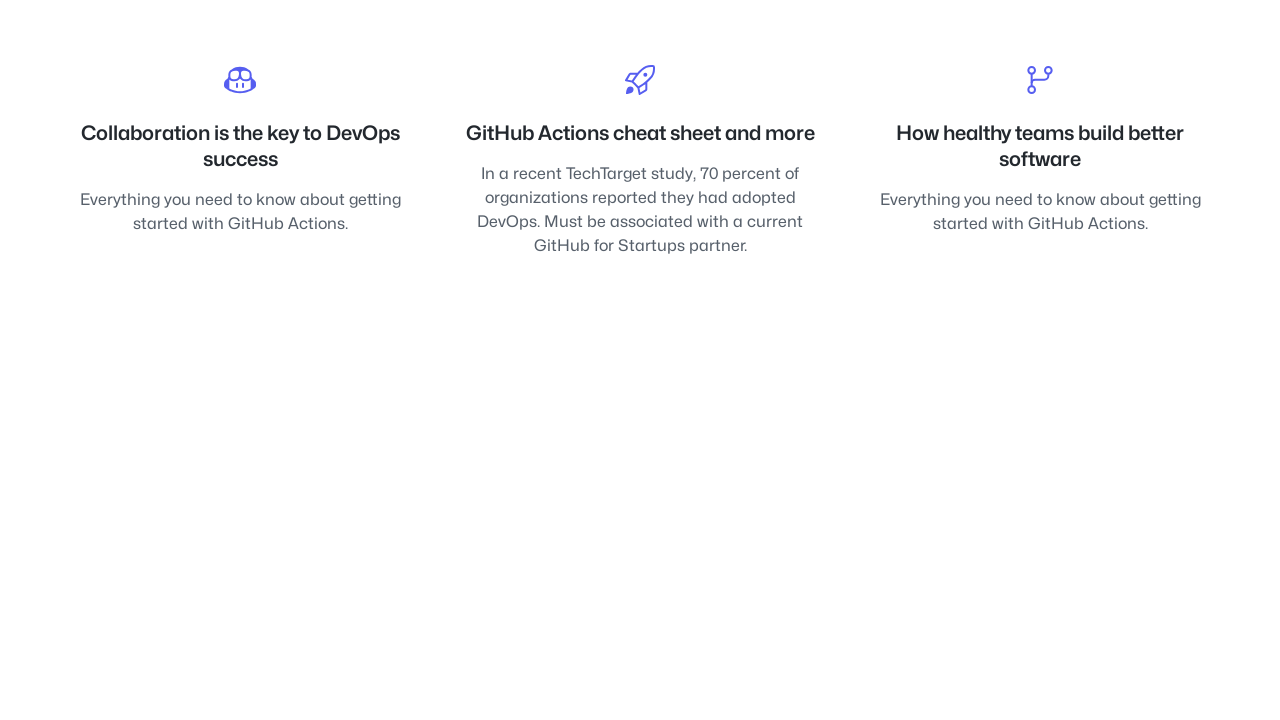 Collaboration is the key to DevOps
success
Everything you need to know about getting
started with GitHub Actions.
GitHub Actions cheat sheet and more
In a recent TechTarget study, 70 percent of
organizations reported they had adopted
DevOps. Must be associated with a current
GitHub for Startups partner.
How healthy teams build better
software
Everything you need to know about getting
started with GitHub Actions.